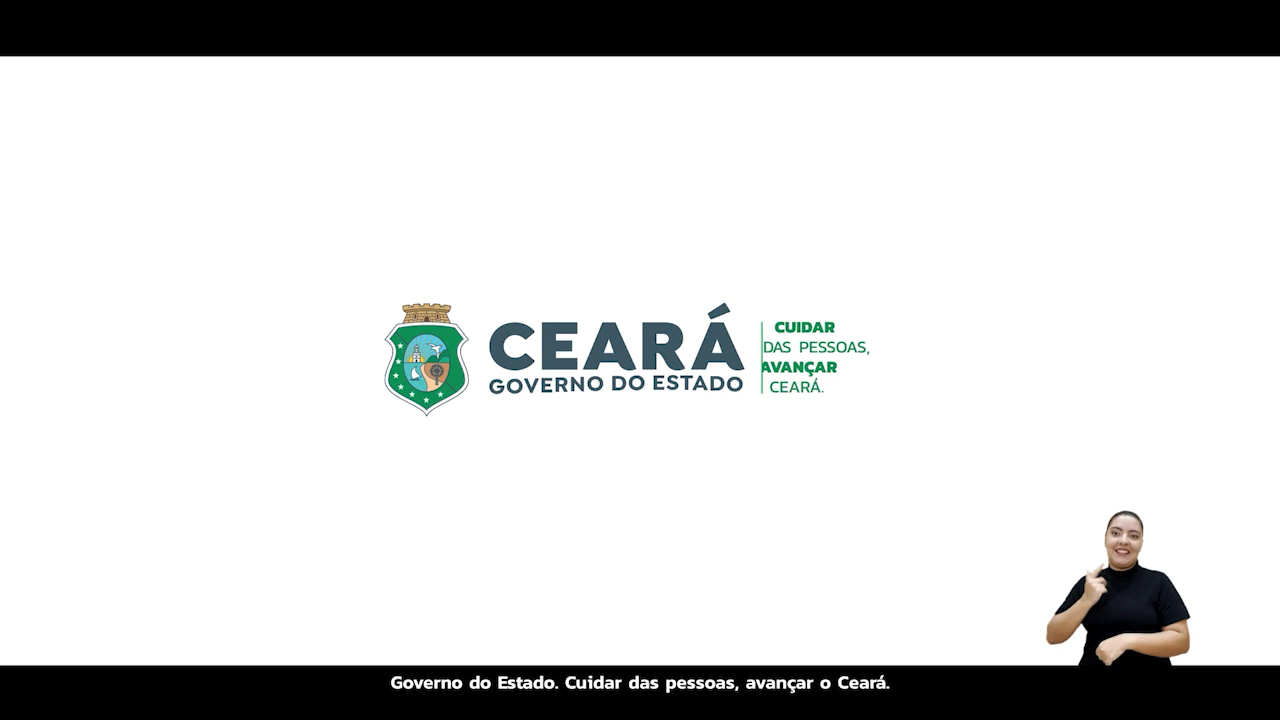 CEARÁ
GOVERNO DO ESTADO
CUIDAR
DAS PESSOAS,
AVANÇAR
CEARÁ.
Governo do Estado. Cuidar das pessoas, avançar o Ceará.